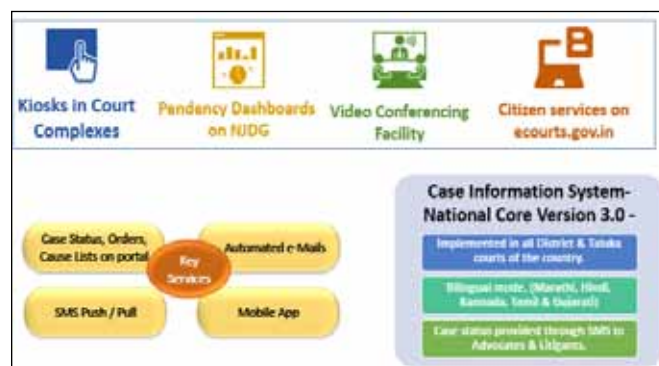 Kiosks in Court
Complexes
Pendency Dashboards
on NJDG
Video Conferencing
Facility
Citizen services on
ecourts.gov.in
Case Status, Orders,
Cause Lists on portal
Automated e-Mails
Key
Services
SMS Push / Pull
Mobile App
Case Information System-
National Core Version 3.0 -
Implemented in all District & Taluka
courts of the country.
Bilingual mode. (Marathi, Hindi,
Kannada, Tamil & Gujarati)
Case status provided through SMS to
Advocates & Litigants.